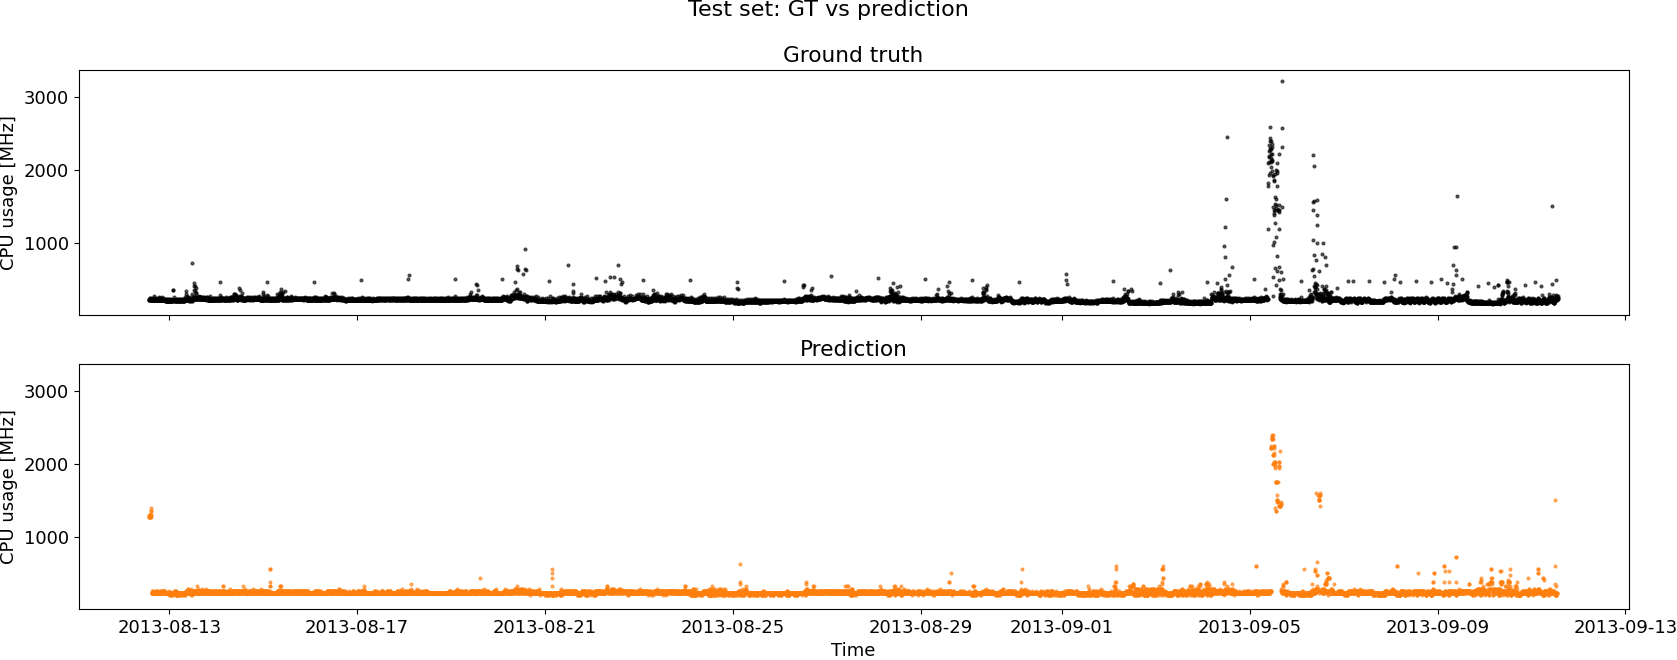 Test set: GT vs prediction
Ground truth
CPU usage [MHz]
3000
2000
1000
Prediction
CPU usage [MHz]
3000
2000
1000
2013-08-13 2013-08-17 2013-08-21 2013-08-25 2013-08-29 2013-09-01 2013-09-05 2013-09-09 2013-09-13
Time